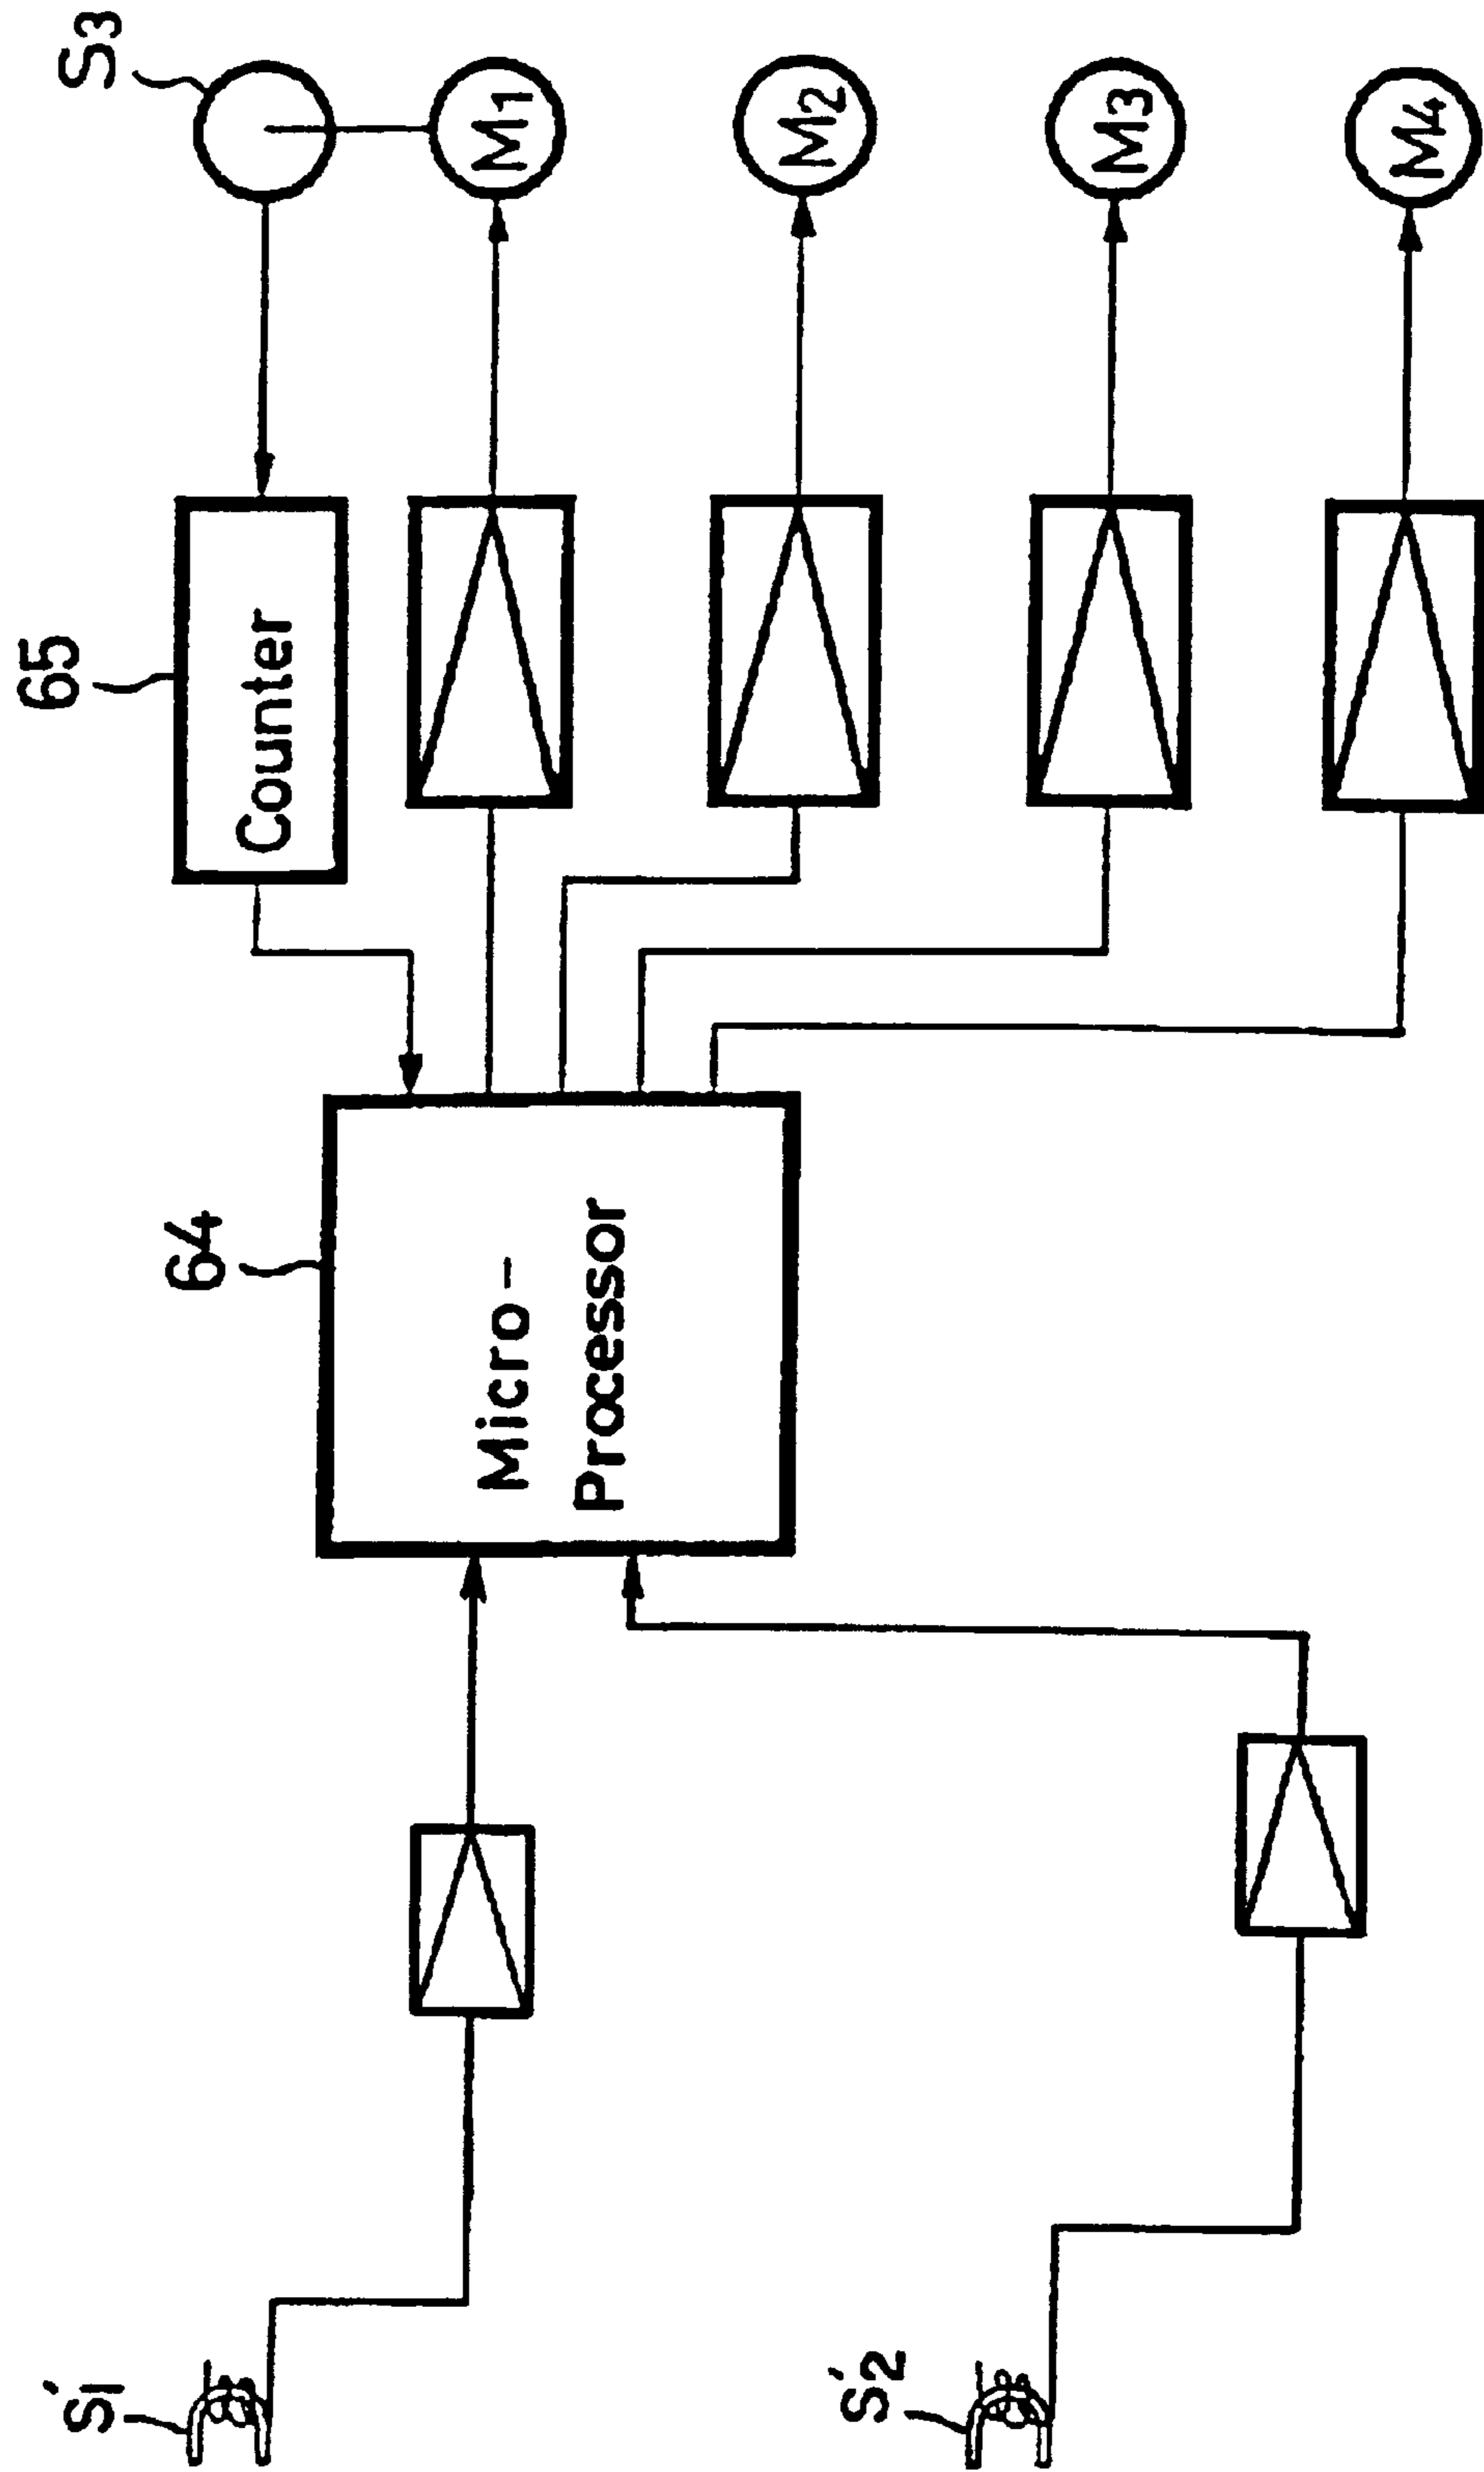 S3
65
Counter
M1
M2
M3
M4
64
Micro-
Processor
S1'
S2'